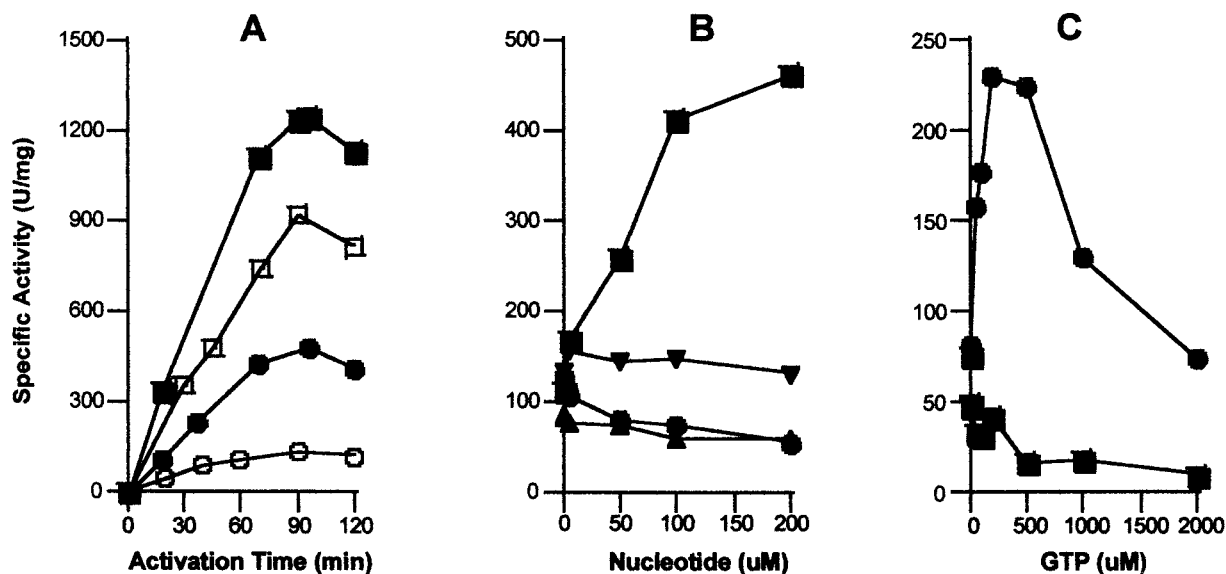 A
B
C
Specific Activity (U/mg)
1500
1200
900
600
300
0
0 30 60 90 120
Activation Time (min)
500
400
300
200
100
0
0 50 100 150 200
Nucleotide (uM)
250
200
150
100
50
0
0 500 1000 1500 2000
GTP (uM)